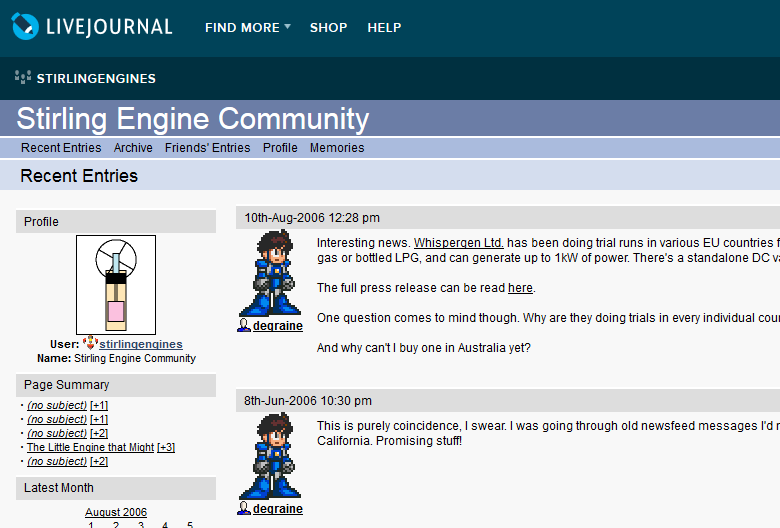 LIVEJOURNAL FIND MORE SHOP HELP
STIRLINGENGINES
Stirling Engine Community
Recent Entries Archive Friends' Entries Profile Memories
Recent Entries
Profile
User: stirlingengines
Name: Stirling Engine Community
Page Summary
· (no subject) [+1]
· (no subject) [+1]
· (no subject) [+2]
· The Little Engine that Might [+3]
· (no subject) [+2]
Latest Month
August 2006
1 2 3 4 5
10th-Aug-2006 12:28 pm
Interesting news. Whispergen Ltd. has been doing trial runs in various EU countries
gas or bottled LPG, and can generate up to 1kW of power. There's a standalone DC
The full press release can be read here.
One question comes to mind though. Why are they doing trials in every individual
And why can't I buy one in Australia yet?
degraine
8th-Jun-2006 10:30 pm
This is purely coincidence, I swear. I was going through old newsfeed messages I'd
California. Promising stuff!
degraine